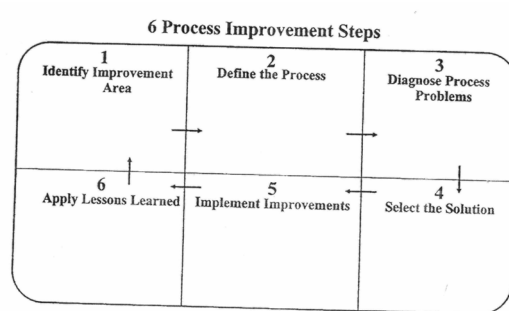 6 Process Improvement Steps
1
Identify Improvement
Area
2
Define the Process
3
Diagnose Process
Problems
4
Select the Solution
5
Implement Improvements
6
Apply Lessons Learned